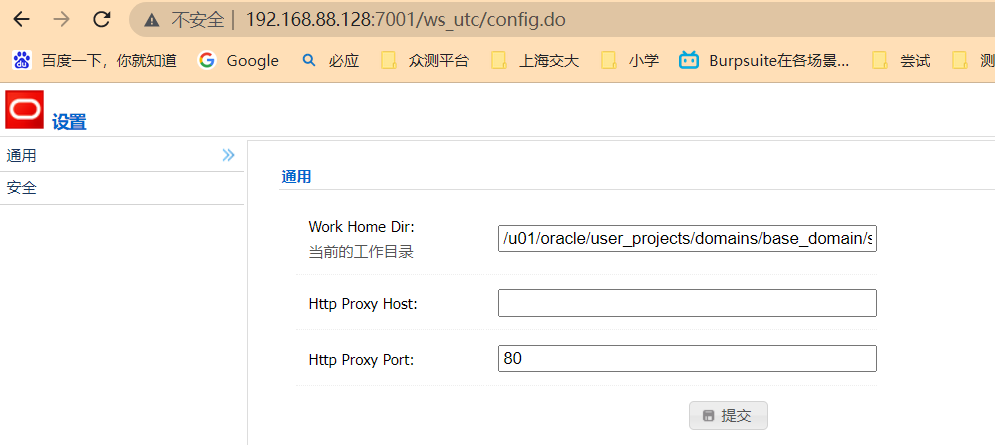 不安全 | 192.168.88.128:7001/ws_utc/config.do
百度一下，你就知道 Google 必应 众测平台 上海交大 小学 Burpsuite在各场景... 尝试 测
设置
通用
安全
通用
Work Home Dir:
当前的工作目录
/u01/oracle/user_projects/domains/base_domain/s
Http Proxy Host:
Http Proxy Port:
80
提交